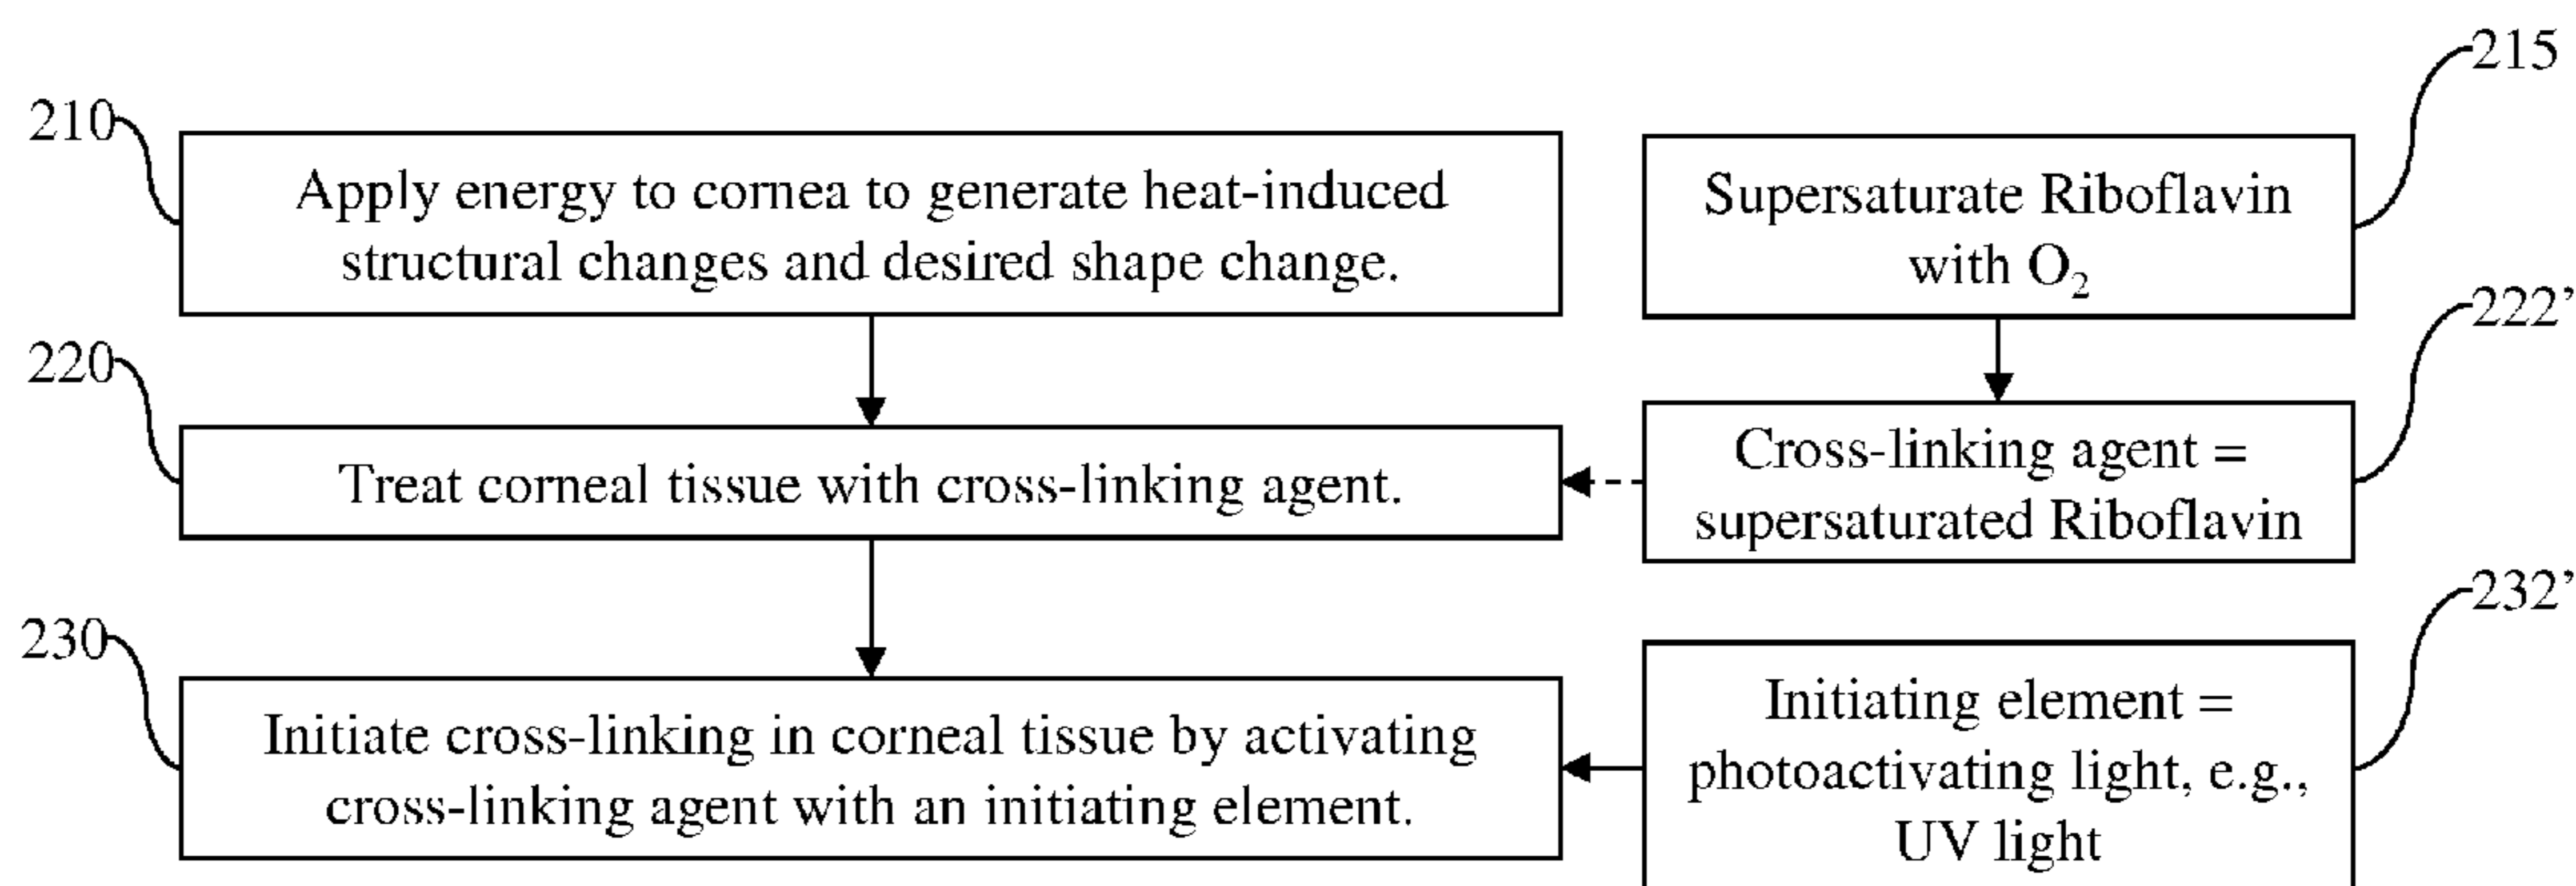 215
210
Apply energy to cornea to generate heat-induced
structural changes and desired shape change.
Supersaturate Riboflavin
with O₂
222’
220
Treat corneal tissue with cross-linking agent.
Cross-linking agent =
supersaturated Riboflavin
232’
230
Initiate cross-linking in corneal tissue by activating
cross-linking agent with an initiating element.
Initiating element =
photoactivating light, e.g.,
UV light